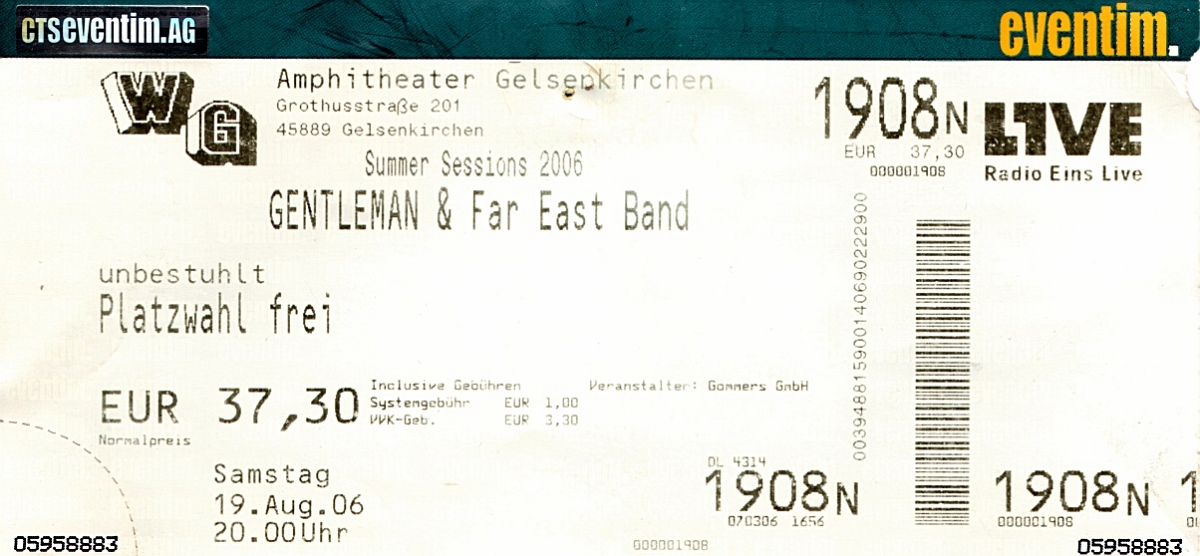 CTSeventim.AG
eventim.
WG
Amphitheater Gelsenkirchen
Grothusstraße 201
45889 Gelsenkirchen
Summer Sessions 2006
GENTLEMAN & Far East Band
unbestuhlt
Platzwahl frei
EUR 37,30
Normalpreis
Inclusive Gebühren
Systemgebühr EUR 1,00
VVK-Geb. EUR 3,30
Veranstalter: Gommers GmbH
Samstag
19.Aug.06
20.00Uhr
05958883
1908N
EUR 37,30
000001908
L1VE
Radio Eins Live
003948815900140690222900
DL 4314
1908N
070306 1656
000001908
1908N
000001908
05958883